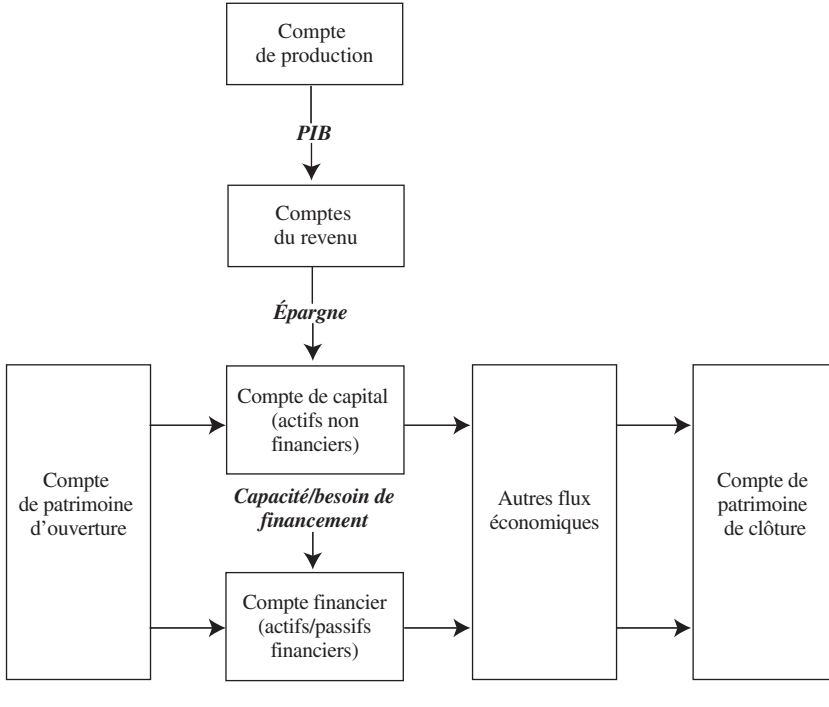 Compte
de production
PIB
Comptes
du revenu
Épargne
Compte de capital
(actifs non
financiers)
Compte
de patrimoine
d’ouverture
Capacité/besoin de
financement
Autres flux
économiques
Compte de
patrimoine
de clôture
Compte financier
(actifs/passifs
financiers)